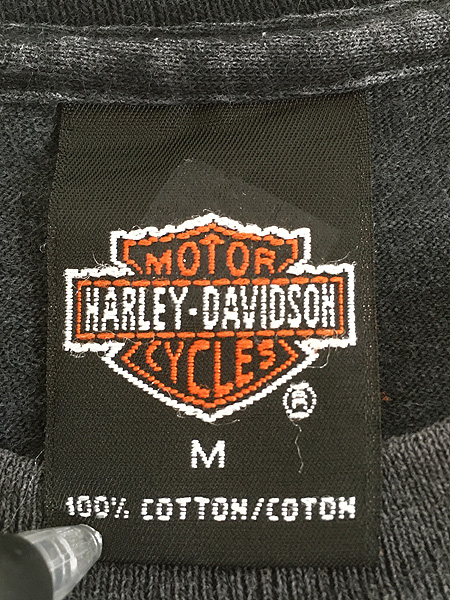 MOTOR
HARLEY-DAVIDSON
CYCLES
®
M
100% COTTON/COTON